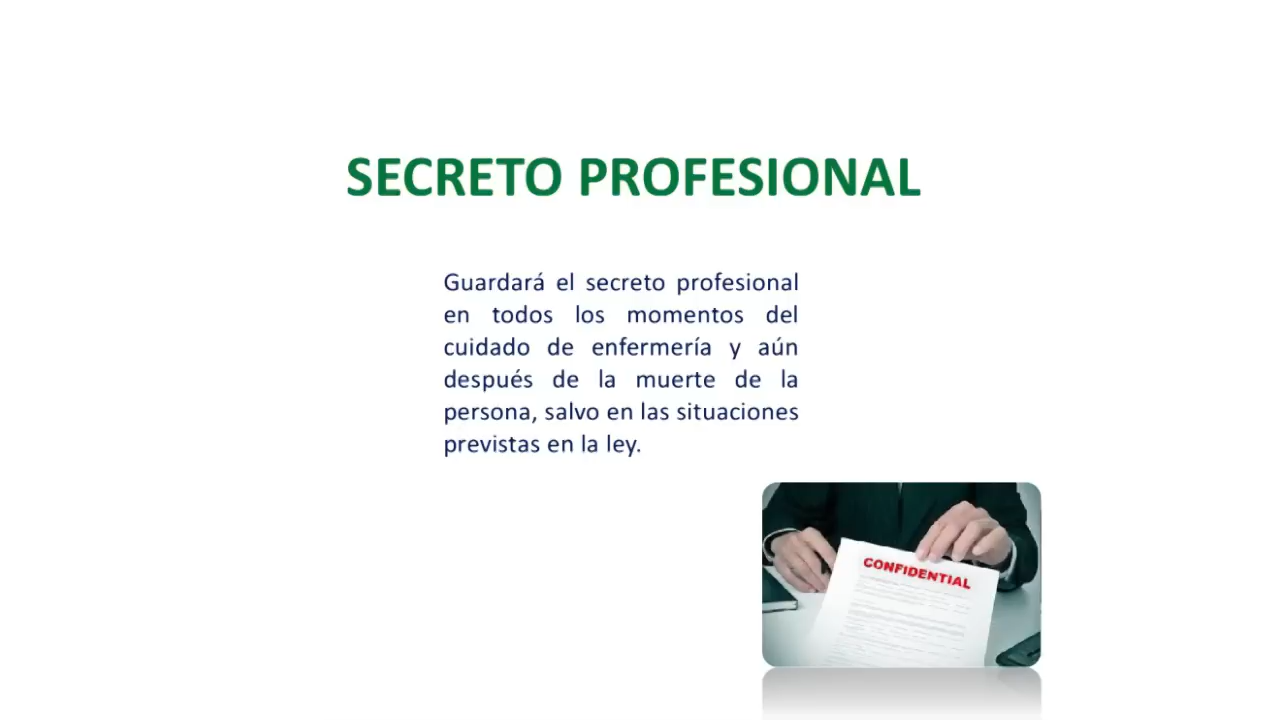 SECRETO PROFESIONAL
Guardará el secreto profesional
en todos los momentos del
cuidado de enfermería y aún
después de la muerte de la
persona, salvo en las situaciones
previstas en la ley.
CONFIDENTIAL